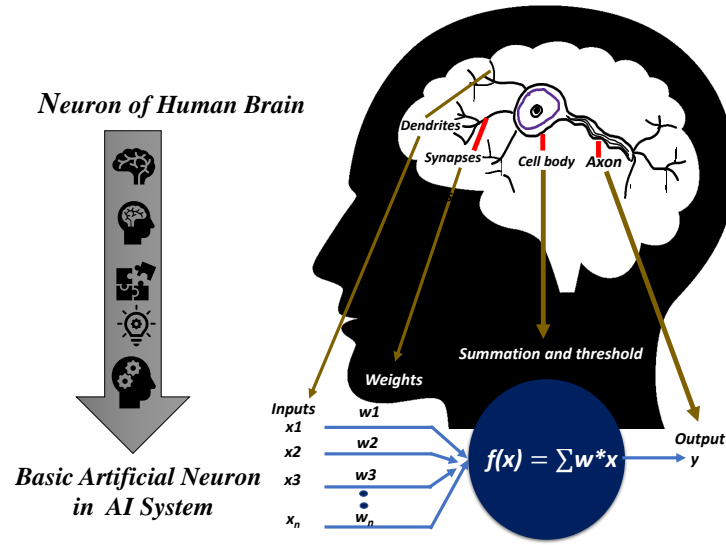 Neuron of Human Brain
Dendrites
Synapses
Cell body
Axon
Summation and threshold
Weights
Inputs
w1
x1
w2
x2
w3
x3
wₙ
xₙ
f(x) = ∑w*x
Output
y
Basic Artificial Neuron
in AI System